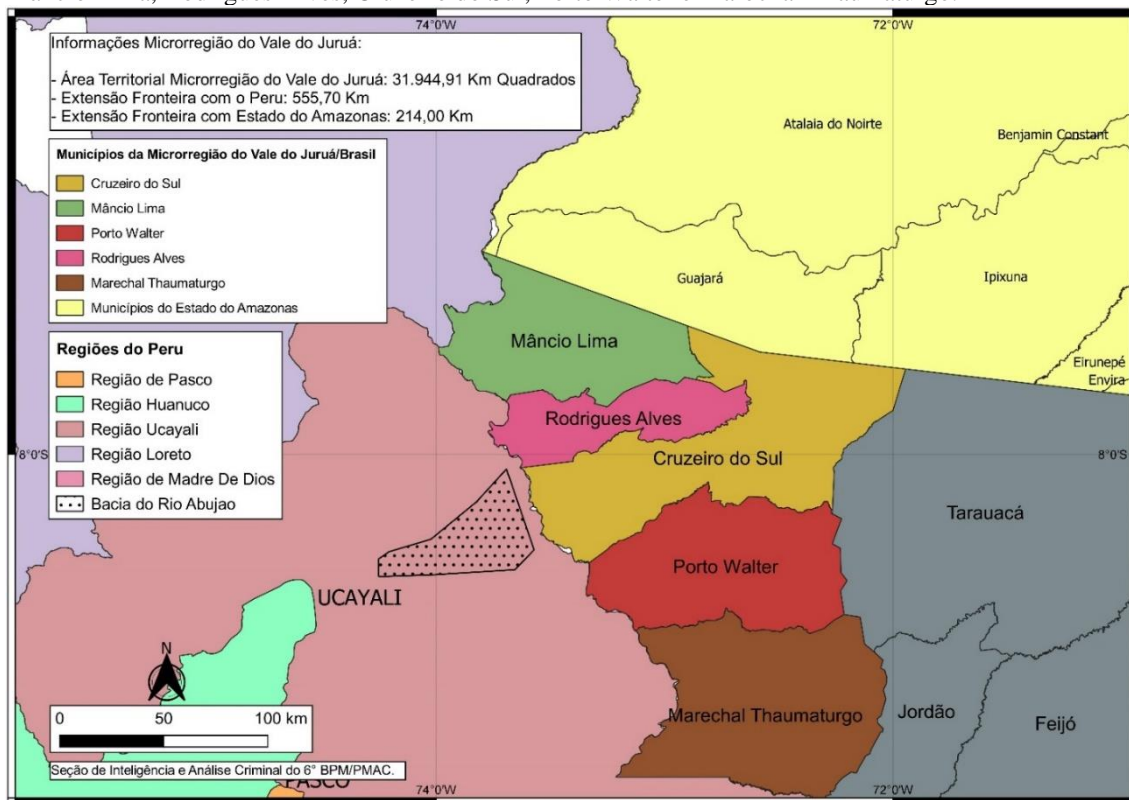 74°0'W
72°0'W
Informações Microrregião do Vale do Juruá:
- Área Territorial Microrregião do Vale do Juruá: 31.944,91 Km Quadrados
- Extensão Fronteira com o Peru: 555,70 Km
- Extensão Fronteira com Estado do Amazonas: 214,00 Km
Municípios da Microrregião do Vale do Juruá/Brasil
Cruzeiro do Sul
Mâncio Lima
Porto Walter
Rodrigues Alves
Marechal Thaumaturgo
Municípios do Estado do Amazonas
Regiões do Peru
Região de Pasco
Região Huanuco
Região Ucayali
Região Loreto
Região de Madre De Dios
Bacia do Rio Abujao
Atalaia do Noirte
Benjamin Constant
Guajará
Ipixuna
Eirunepé
Envira
Mâncio Lima
Rodrigues Alves
Cruzeiro do Sul
8°0'S
8°0'S
Tarauacá
Porto Walter
UCAYALI
Marechal Thaumaturgo
Jordão
Feijó
N
0 50 100 km
Seção de Inteligência e Análise Criminal do 6° BPM/PMAC.
PASCO
74°0'W
72°0'W